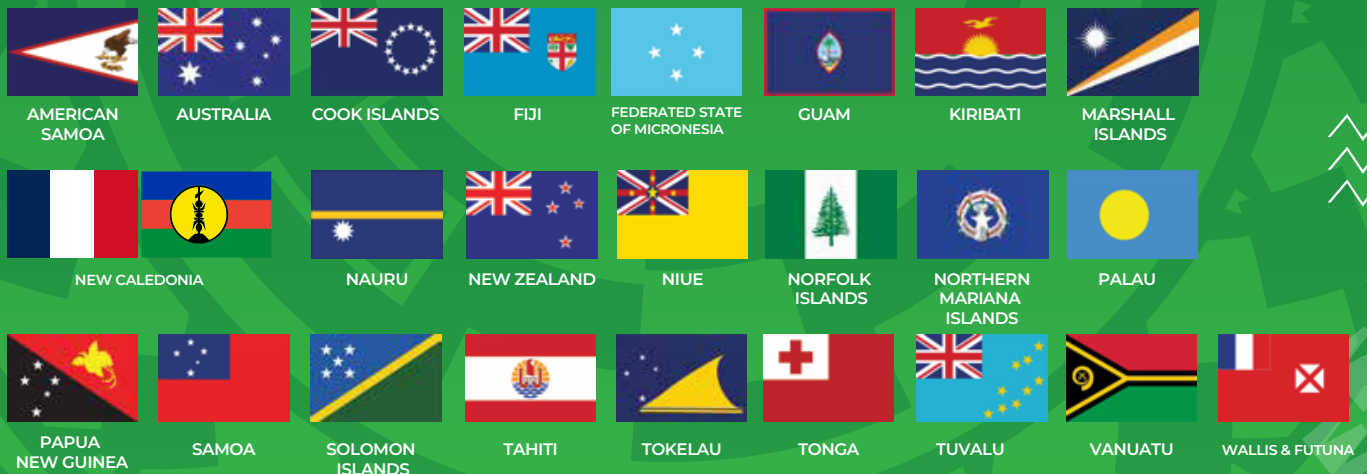 AMERICAN
SAMOA
AUSTRALIA
COOK ISLANDS
FIJI
FEDERATED STATE
OF MICRONESIA
GUAM
KIRIBATI
MARSHALL
ISLANDS
NEW CALEDONIA
NAURU
NEW ZEALAND
NIUE
NORFOLK
ISLANDS
NORTHERN
MARIANA
ISLANDS
PALAU
PAPUA
NEW GUINEA
SAMOA
SOLOMON
ISLANDS
TAHITI
TOKELAU
TONGA
TUVALU
VANUATU
WALLIS & FUTUNA